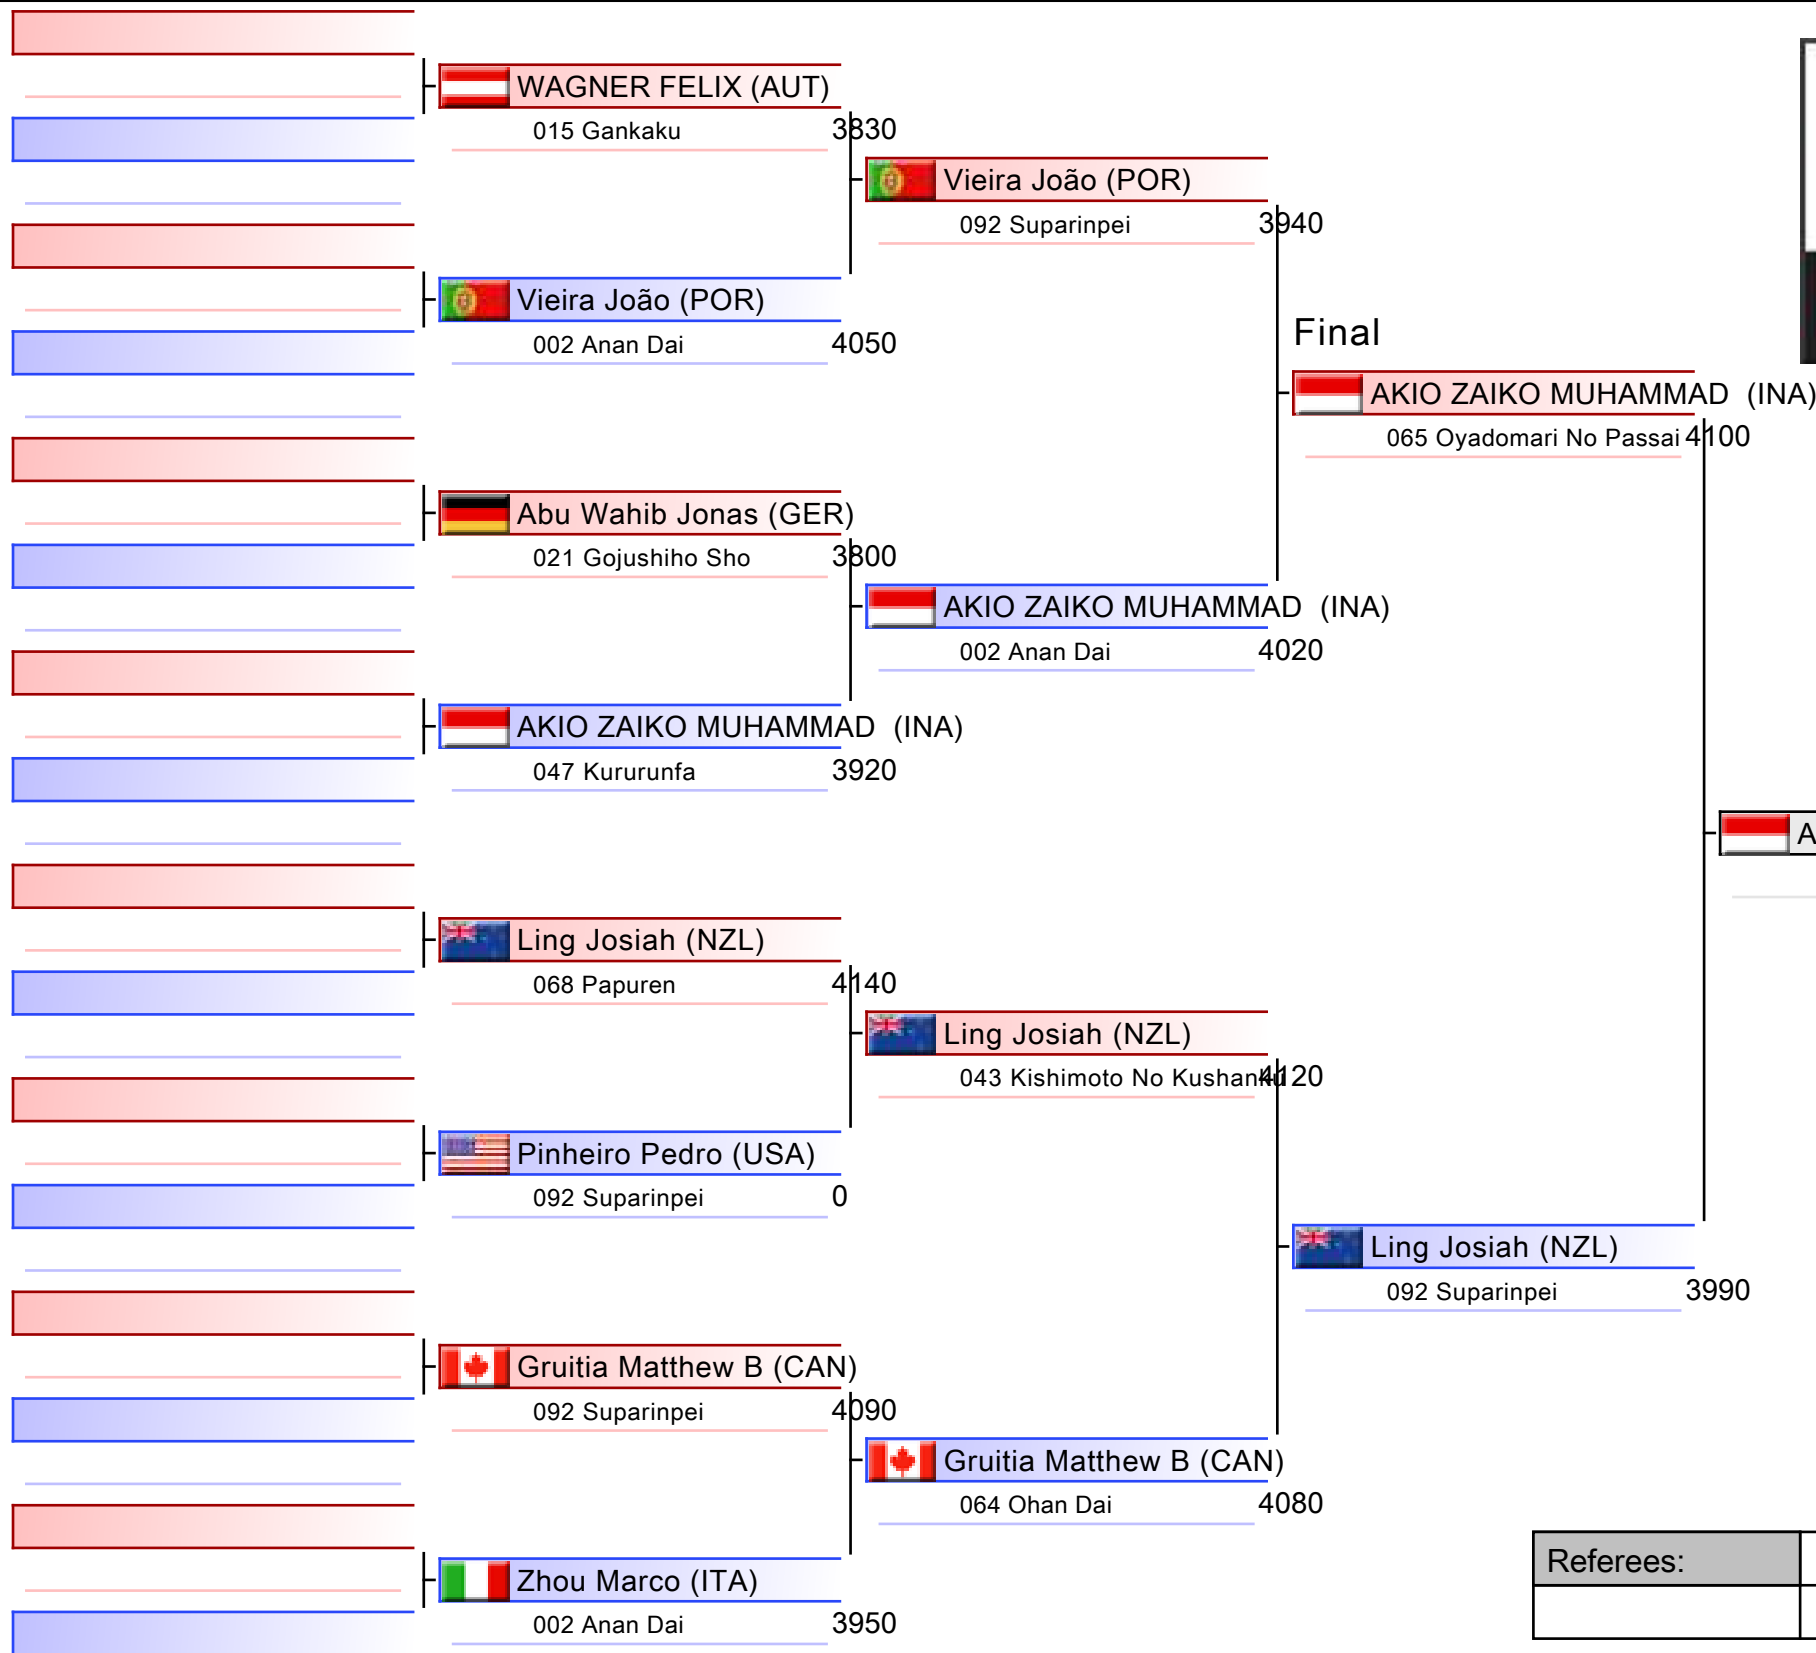 WAGNER FELIX (AUT)
015 Gankaku 3830
Vieira João (POR)
002 Anan Dai 4050
Abu Wahib Jonas (GER)
021 Gojushiho Sho 3800
AKIO ZAIKO MUHAMMAD (INA)
047 Kururunfa 3920
Ling Josiah (NZL)
068 Papuren 4140
Pinheiro Pedro (USA)
092 Suparinpei 0
Gruitia Matthew B (CAN)
092 Suparinpei 4090
Zhou Marco (ITA)
002 Anan Dai 3950
Vieira João (POR)
092 Suparinpei 3940
AKIO ZAIKO MUHAMMAD (INA)
002 Anan Dai 4020
Ling Josiah (NZL)
043 Kishimoto No Kushanku 4120
Gruitia Matthew B (CAN)
064 Ohan Dai 4080
Final
AKIO ZAIKO MUHAMMAD (INA)
065 Oyadomari No Passai 4100
Ling Josiah (NZL)
092 Suparinpei 3990
A
Referees: